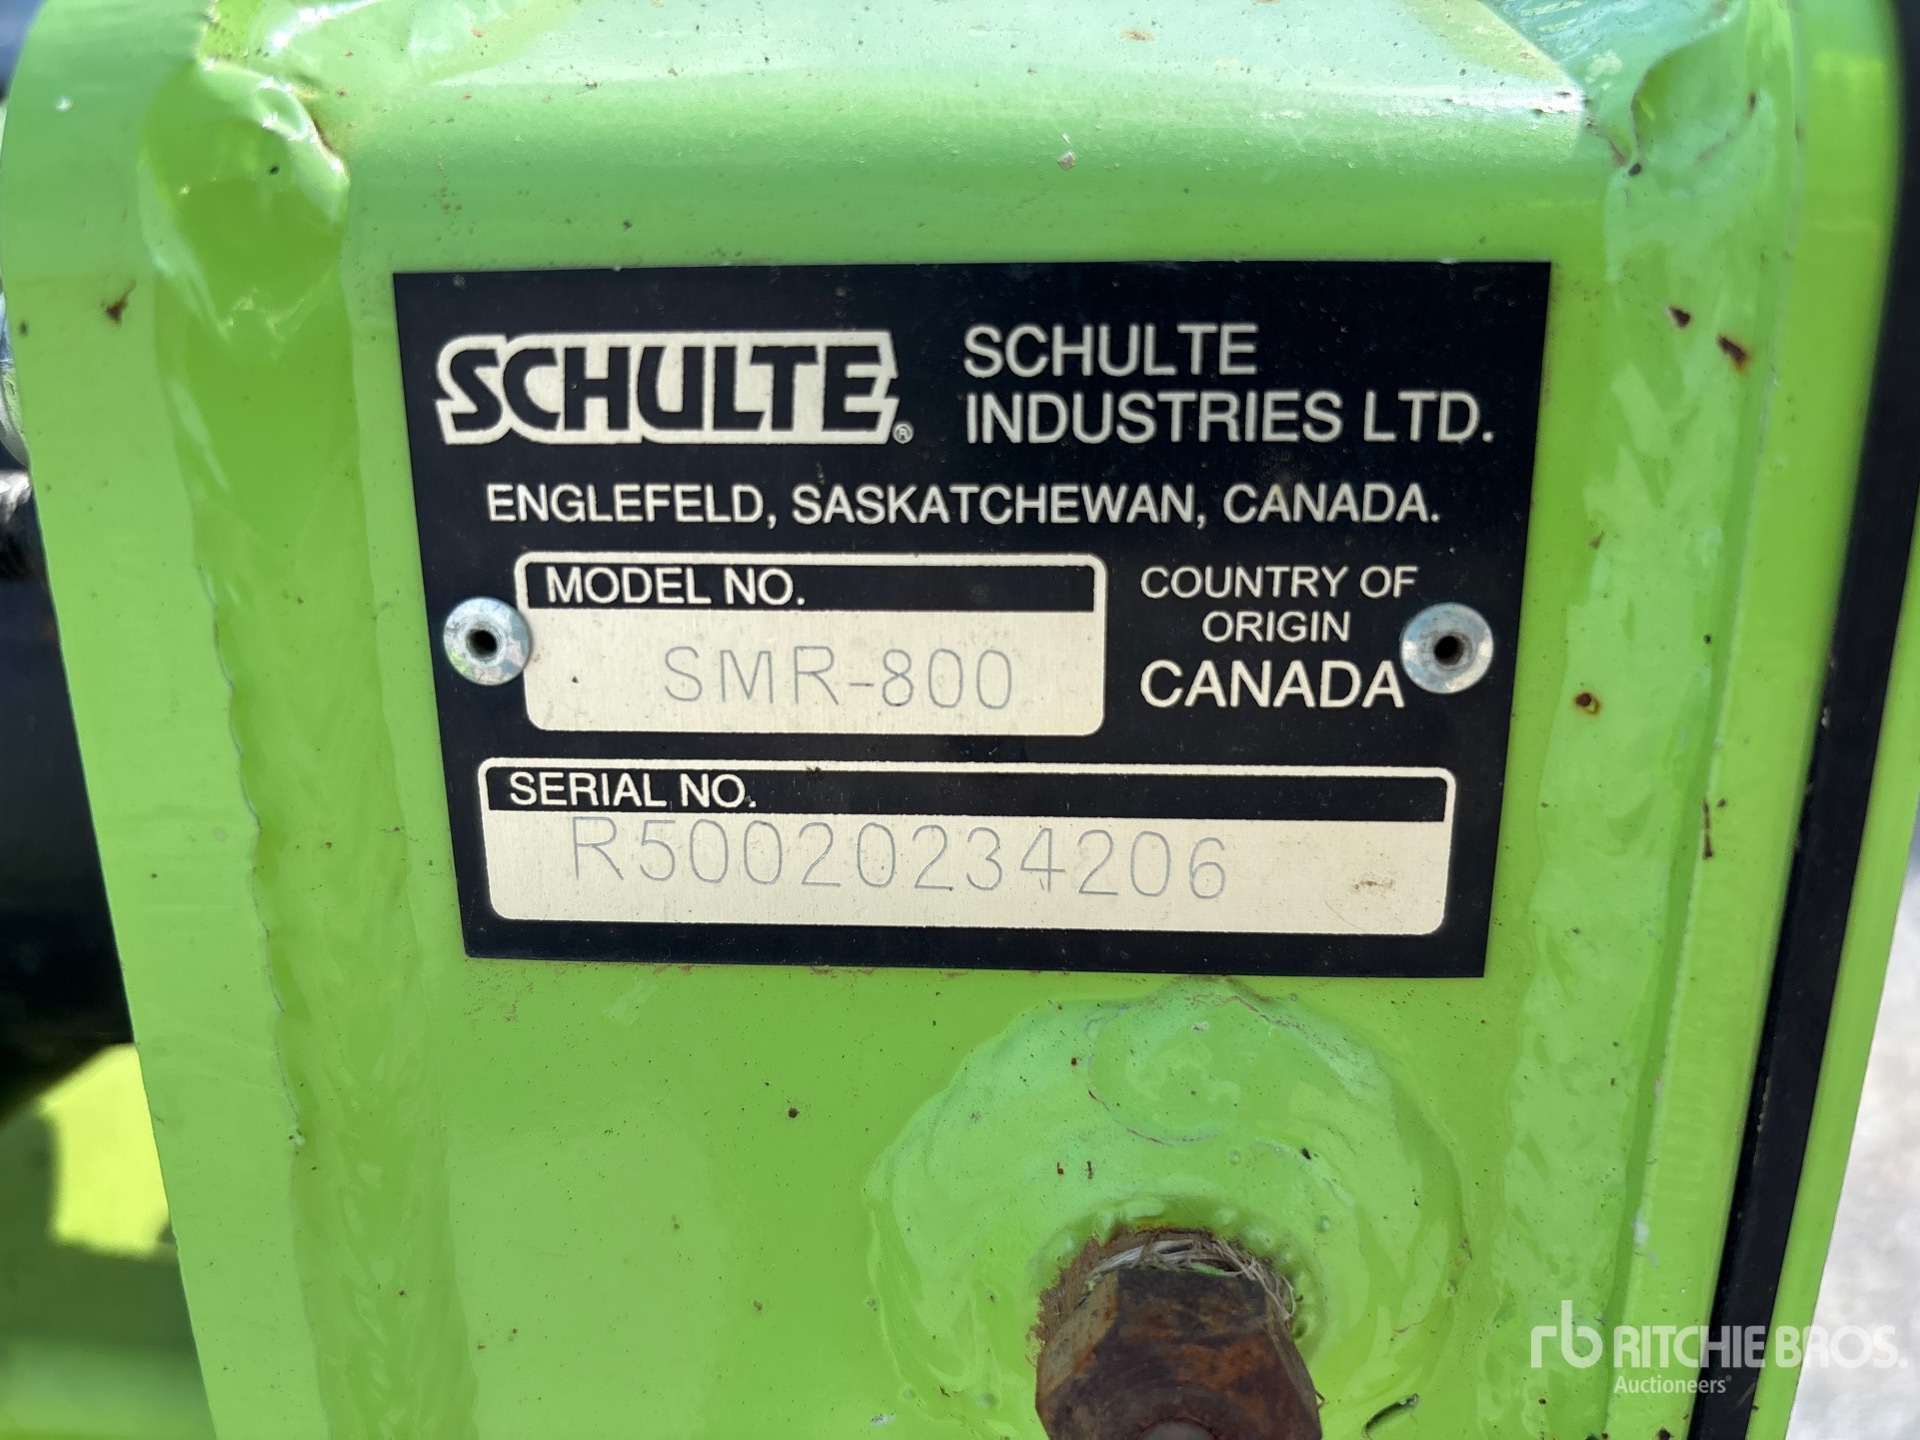 SCHULTE®
SCHULTE
INDUSTRIES LTD.
ENGLEFELD, SASKATCHEWAN, CANADA.
MODEL NO.
SMR-800
COUNTRY OF
ORIGIN
CANADA
SERIAL NO.
R50020234206
rb RITCHIE BROS.
Auctioneers®